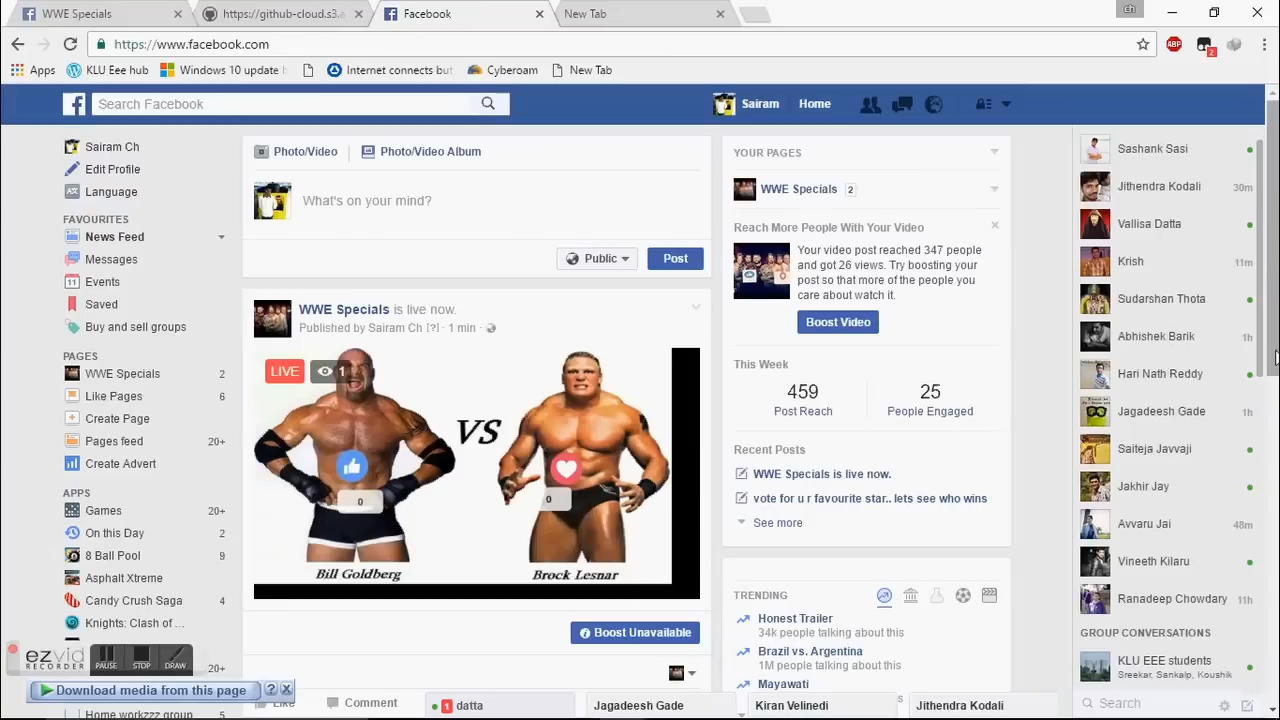 WWE Specials
https://github-cloud.s3.a
Facebook
New Tab
ch
https://www.facebook.com
ABP
2
Apps
KLU Eee hub
Windows 10 update h
Internet connects but
Cyberoam
New Tab
Search Facebook
Sairam
Home
Sairam Ch
Edit Profile
Language
FAVOURITES
News Feed
Messages
Events
Saved
Buy and sell groups
PAGES
WWE Specials 2
Like Pages 6
Create Page
Pages feed 20+
Create Advert
APPS
Games 20+
On this Day 2
8 Ball Pool 9
Asphalt Xtreme
Candy Crush Saga 4
Knights: Clash of ...
20+
ezvid
RECORDER
PAUSE
STOP
DRAW
Download media from this page
?
Home workzzz group 5
Photo/Video
Photo/Video Album
What's on your mind?
Public
Post
WWE Specials is live now.
Published by Sairam Ch [?] · 1 min ·
LIVE
1
VS
0
0
Bill Goldberg
Brock Lesnar
Boost Unavailable
Like
Comment
YOUR PAGES
WWE Specials 2
Reach More People With Your Video
Your video post reached 347 people
and got 26 views. Try boosting your
post so that more of the people you
care about watch it.
Boost Video
This Week
459
Post Reach
25
People Engaged
Recent Posts
WWE Specials is live now.
vote for u r favourite star.. lets see who wins
See more
TRENDING
Honest Trailer
34k people talking about this
Brazil vs. Argentina
1M people talking about this
Mayawati
Sashank Sasi
Jithendra Kodali 30m
Vallisa Datta
Krish 11m
Sudarshan Thota
Abhishek Barik 1h
Hari Nath Reddy
Jagadeesh Gade 1h
Saiteja Javvaji
Jakhir Jay
Avvaru Jai 48m
Vineeth Kilaru
Ranadeep Chowdary 11h
GROUP CONVERSATIONS
KLU EEE students
Sreekar, Sankalp, Koushik
Search
1 datta
Jagadeesh Gade
Kiran Velinedi
Jithendra Kodali